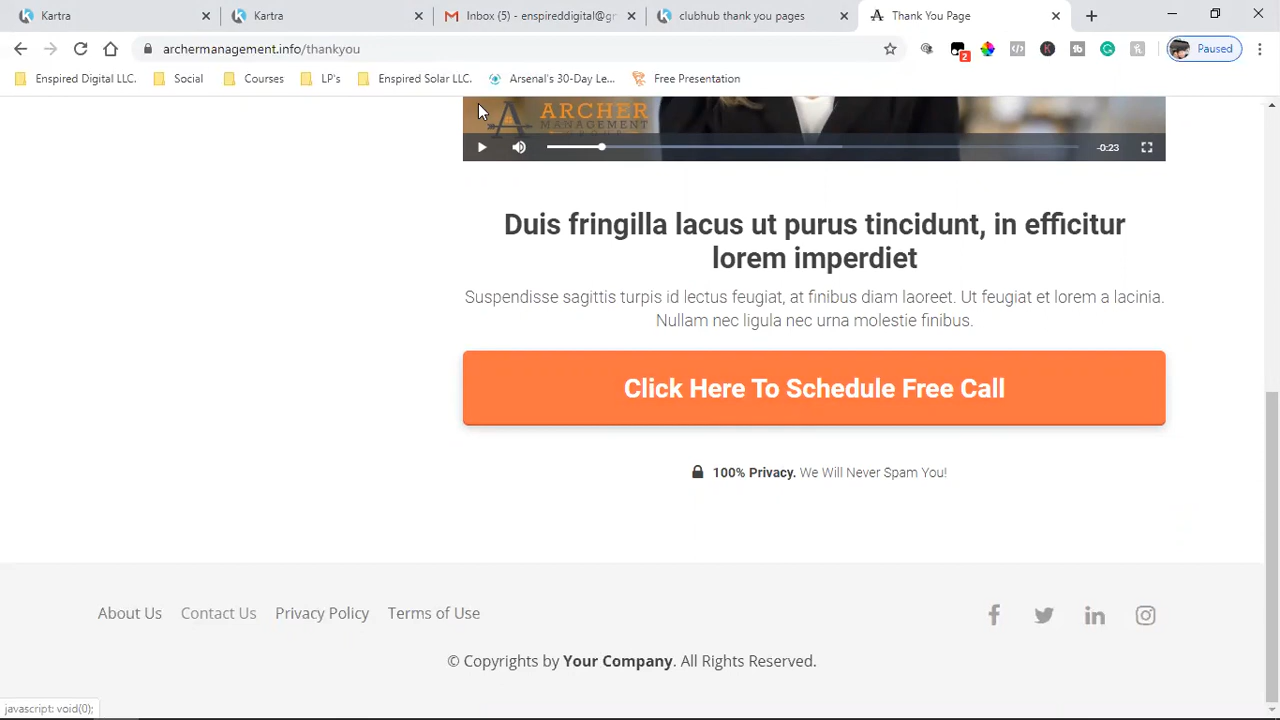 Kartra
Kartra
Inbox (5) - enspireddigital@gr
clubhub thank you pages
Thank You Page
archermanagement.info/thankyou
2
Paused
Enspired Digital LLC.
Social
Courses
LP's
Enspired Solar LLC.
Arsenal's 30-Day Le...
Free Presentation
ARCHER
MANAGEMENT
-0:23
Duis fringilla lacus ut purus tincidunt, in efficitur
lorem imperdiet
Suspendisse sagittis turpis id lectus feugiat, at finibus diam laoreet. Ut feugiat et lorem a lacinia.
Nullam nec ligula nec urna molestie finibus.
Click Here To Schedule Free Call
100% Privacy. We Will Never Spam You!
About Us Contact Us Privacy Policy Terms of Use
© Copyrights by Your Company. All Rights Reserved.
javascript: void(0);